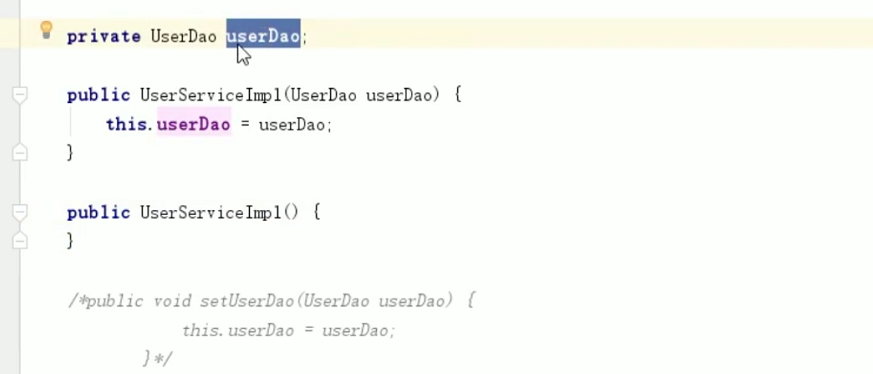 private UserDao userDao;
public UserServiceImpl(UserDao userDao) {
this.userDao = userDao;
}
public UserServiceImpl() {
}
/*public void setUserDao(UserDao userDao) {
this.userDao = userDao;
}*/